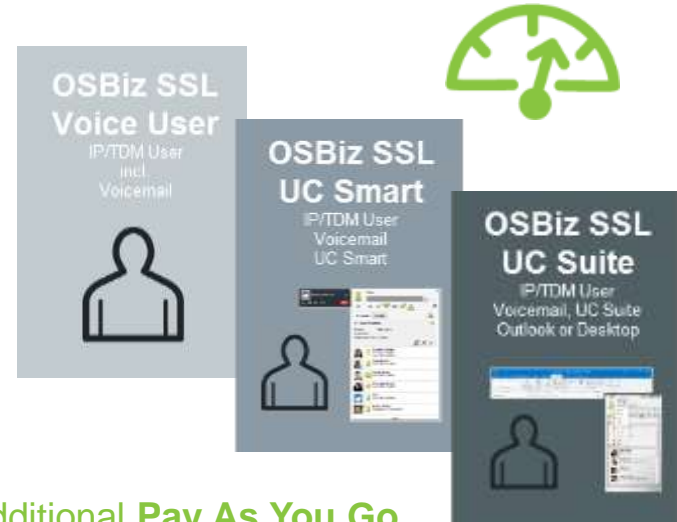 OSBiz SSL
Voice User
IP/TDM User
incl.
Voicemail
OSBiz SSL
UC Smart
IP/TDM User
Voicemail
UC Smart
OSBiz SSL
UC Suite
IP/TDM User
Voicemail, UC Suite
Outlook or Desktop
dditional Pay As You Go